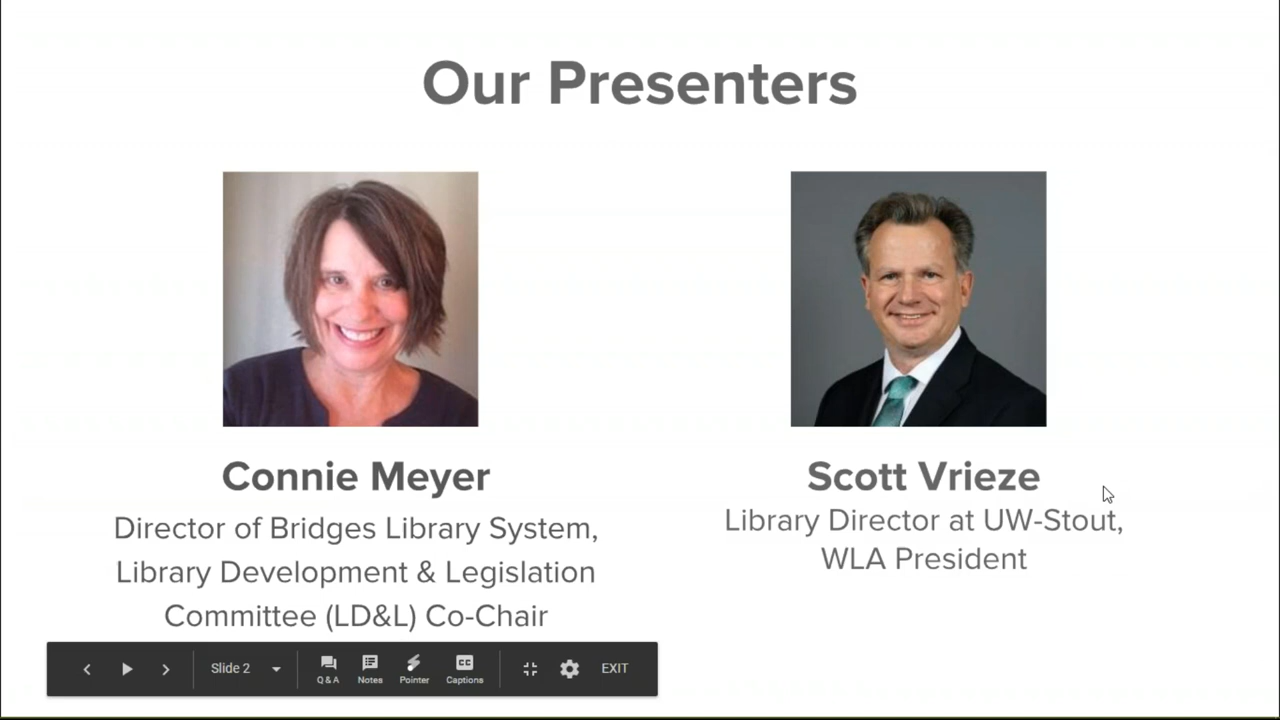 Our Presenters
Connie Meyer
Director of Bridges Library System,
Library Development & Legislation
Committee (LD&L) Co-Chair
Scott Vrieze
Library Director at UW-Stout,
WLA President
Slide 2
Q & A
Notes
Pointer
CC
Captions
EXIT